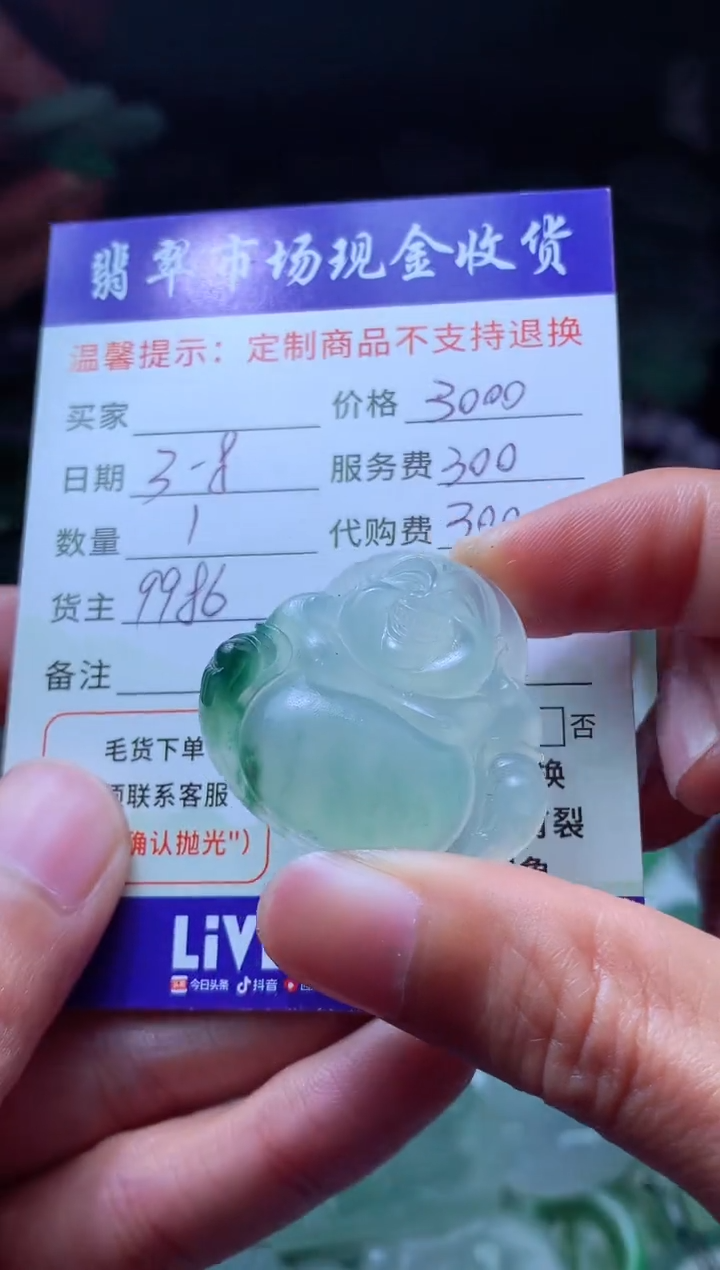 翡翠市场现金收货
温馨提示：定制商品不支持退换
买家 价格 3000
日期 3-8 服务费 300
数量 1 代购费 300
货主 9986
备注
否
毛货下单
联系客服 换
确认抛光") 裂
LiV
今日头条 抖音